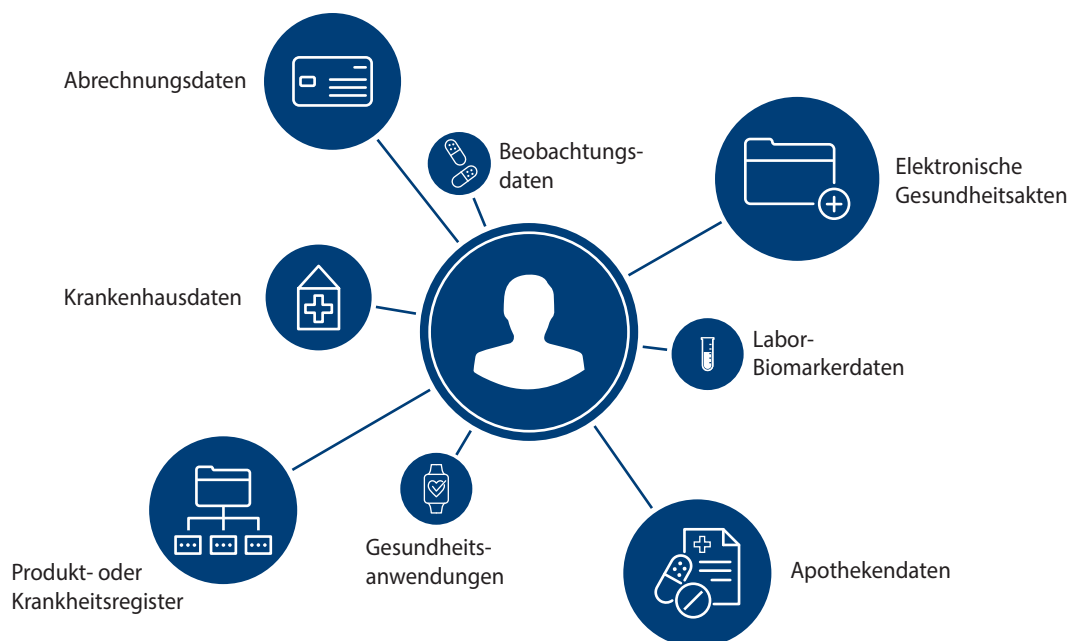 Abrechnungsdaten
Beobachtungs-
daten
Elektronische
Gesundheitsakten
Krankenhausdaten
Labor-
Biomarkerdaten
Gesundheits-
anwendungen
Produkt- oder
Krankheitsregister
Apothekendaten